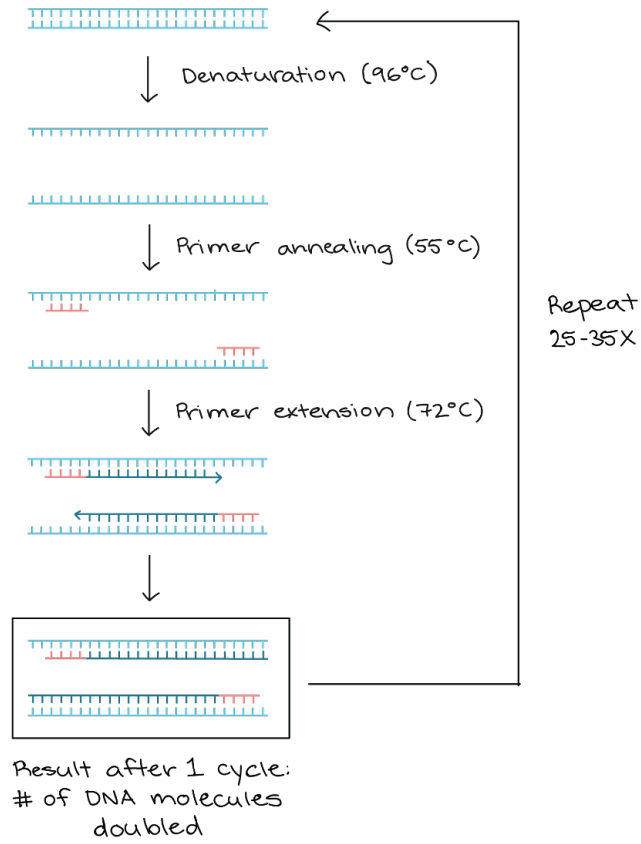 Denaturation (96°C)
Primer annealing (55°C)
Repeat
25-35X
Primer extension (72°C)
Result after 1 cycle:
# of DNA molecules
doubled